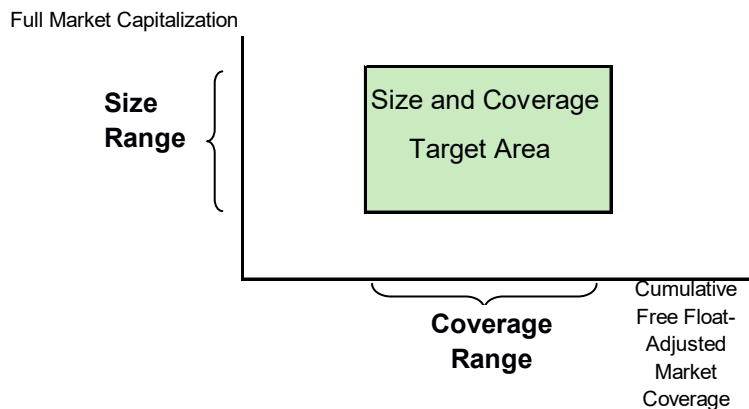 Full Market Capitalization
Size
Range
Size and Coverage
Target Area
Coverage
Range
Cumulative
Free Float-
Adjusted
Market
Coverage